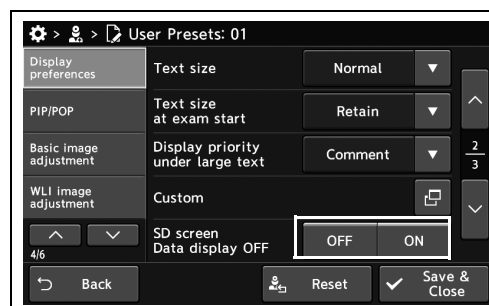 > > User Presets: 01
Display
preferences
PIP/POP
Basic image
adjustment
WLI image
adjustment
4/6
Text size
Normal
Text size
at exam start
Retain
Display priority
under large text
Comment
2
3
Custom
SD screen
Data display OFF
OFF
ON
Back
Reset
Save &
Close